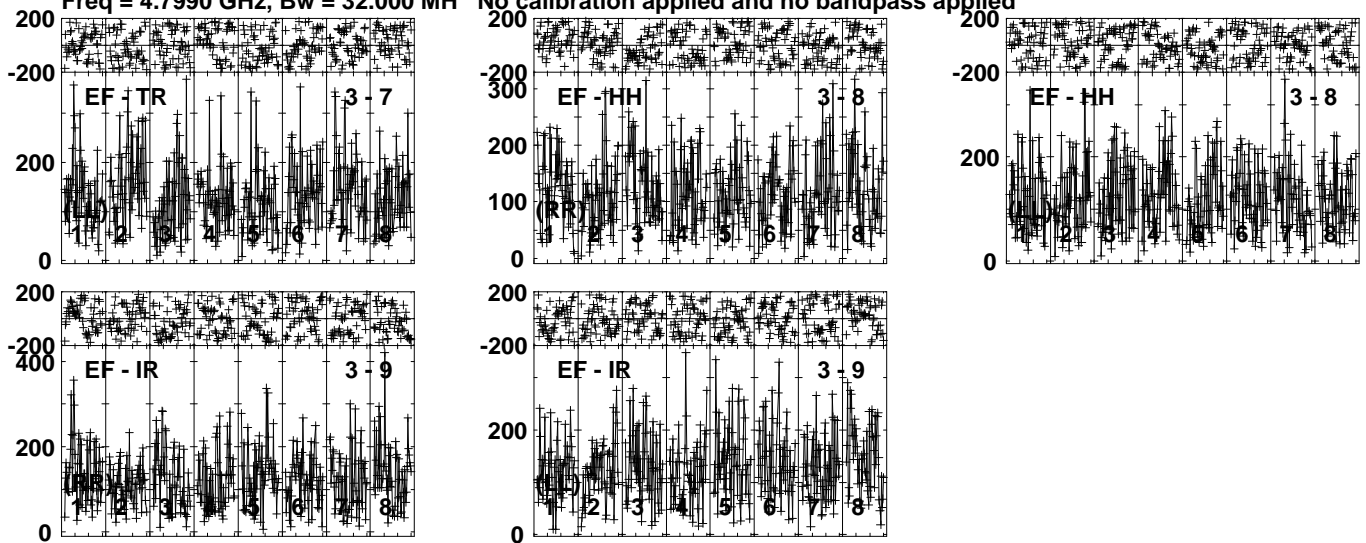 Freq = 4.7990 GHz, Bw = 32.000 MH No calibration applied and no bandpass applied
200
-200
EF - TR 3 - 7
200
(LL)
1 2 3 4 5 6 7 8
0
200
-200
300
EF - HH 3 - 8
200
100
(RR)
1 2 3 4 5 6 7 8
0
200
-200
EF - HH 3 - 8
200
(LL)
1 2 3 4 5 6 7 8
0
200
-200
400
EF - IR 3 - 9
200
(RR)
1 2 3 4 5 6 7 8
0
200
-200
EF - IR 3 - 9
200
(LL)
1 2 3 4 5 6 7 8
0